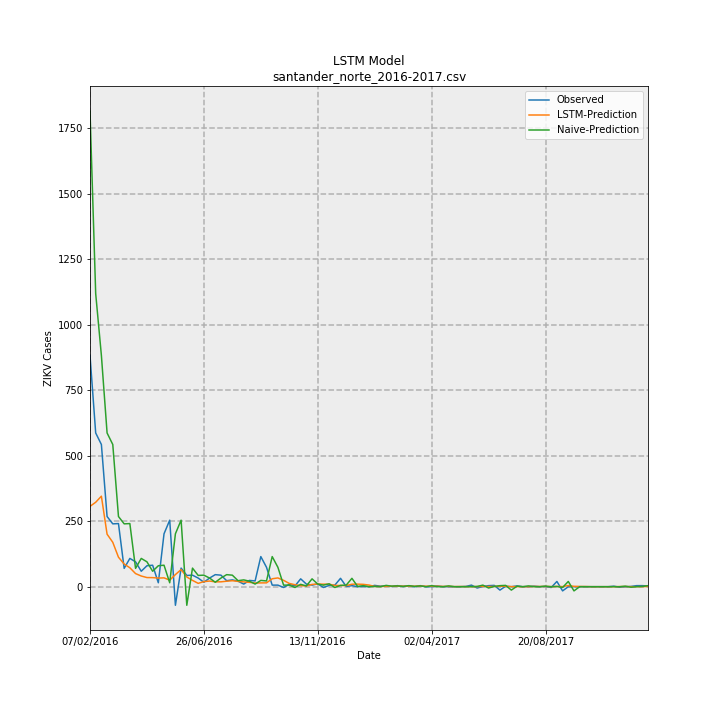 LSTM Model
santander_norte_2016-2017.csv
Observed
LSTM-Prediction
Naive-Prediction
1750
1500
1250
1000
750
500
250
0
ZIKV Cases
07/02/2016 26/06/2016 13/11/2016 02/04/2017 20/08/2017
Date